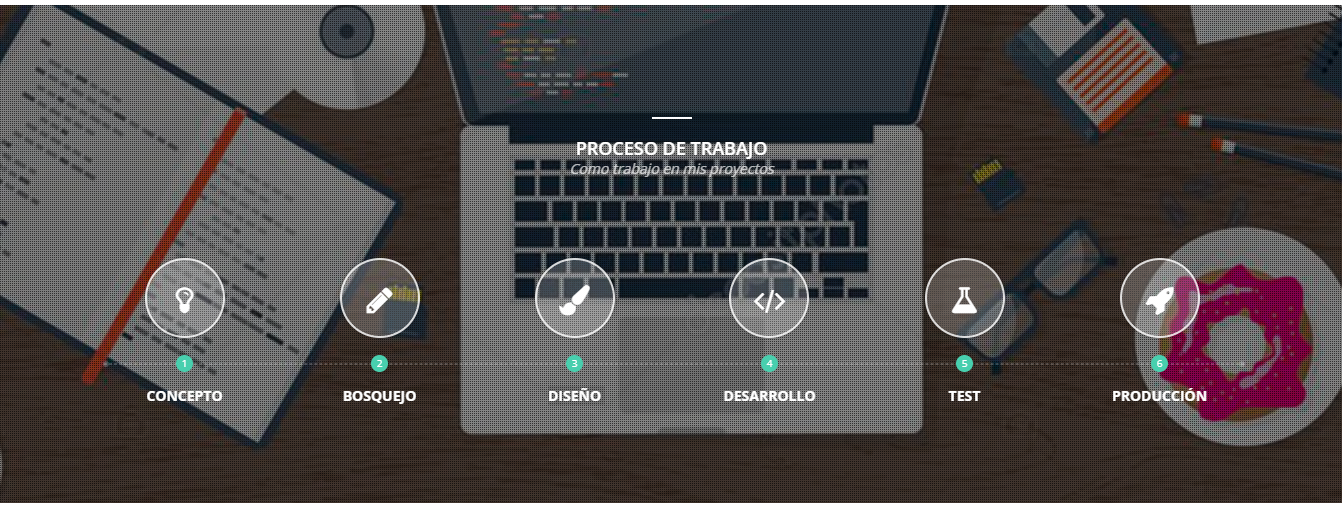 PROCESO DE TRABAJO
Como trabajo en mis proyectos
1 2 3 4 5 6
CONCEPTO BOSQUEJO DISEÑO DESARROLLO TEST PRODUCCIÓN